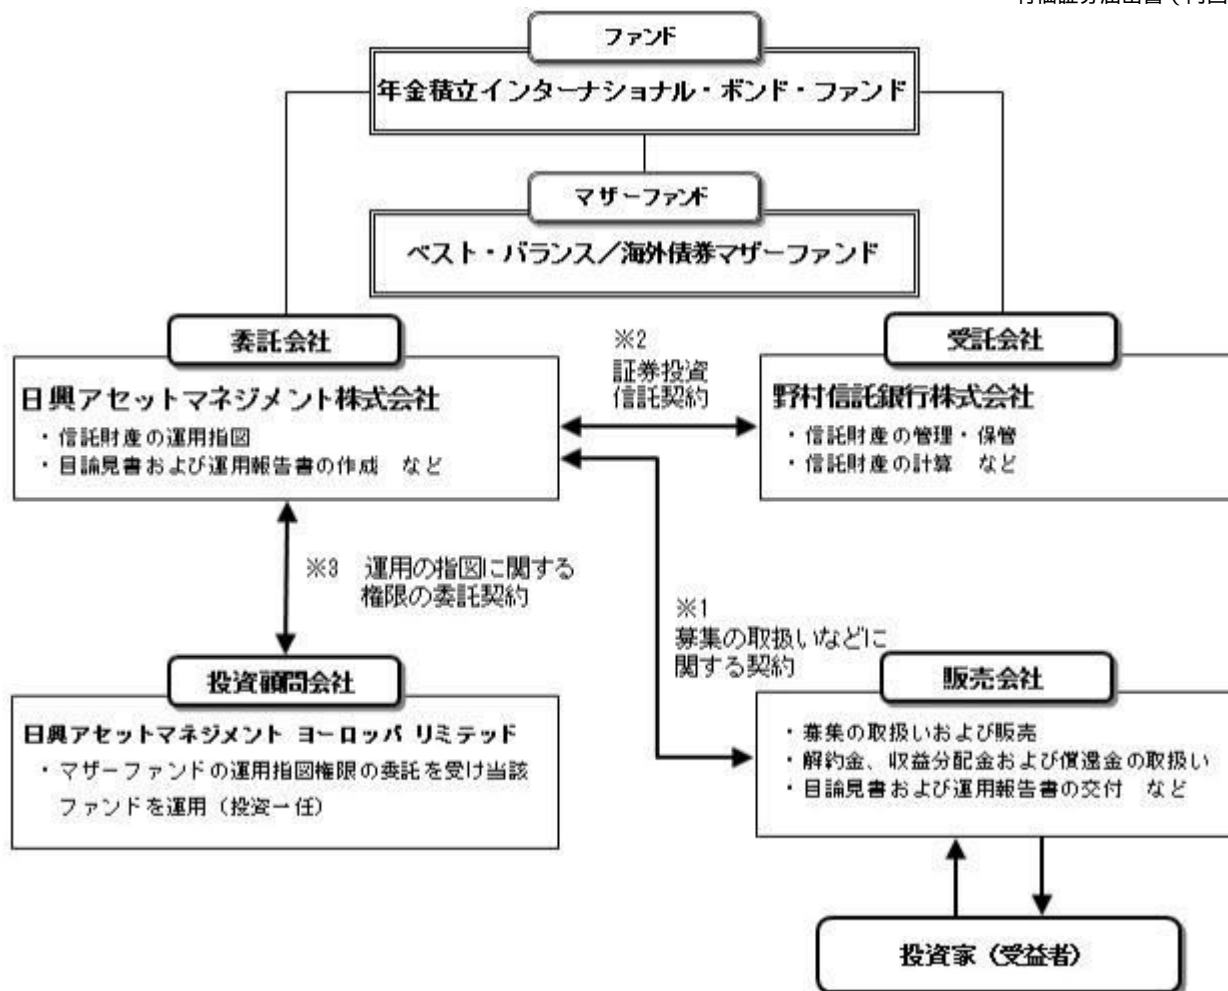 ファンド
年金積立インターナショナル・ボンド・ファンド
マザーファンド
ベスト・バランス／海外債券マザーファンド
委託会社
日興アセットマネジメント株式会社
・信託財産の運用指図
・目論見書および運用報告書の作成　など
※2
証券投資
信託契約
受託会社
野村信託銀行株式会社
・信託財産の管理・保管
・信託財産の計算　など
※3　運用の指図に関する
権限の委託契約
※1
募集の取扱いなどに
関する契約
投資顧問会社
日興アセットマネジメント ヨーロッパ リミテッド
・マザーファンドの運用指図権限の委託を受け当該
ファンドを運用（投資一任）
販売会社
・募集の取扱いおよび販売
・解約金、収益分配金および償還金の取扱い
・目論見書および運用報告書の交付　など
投資家（受益者）